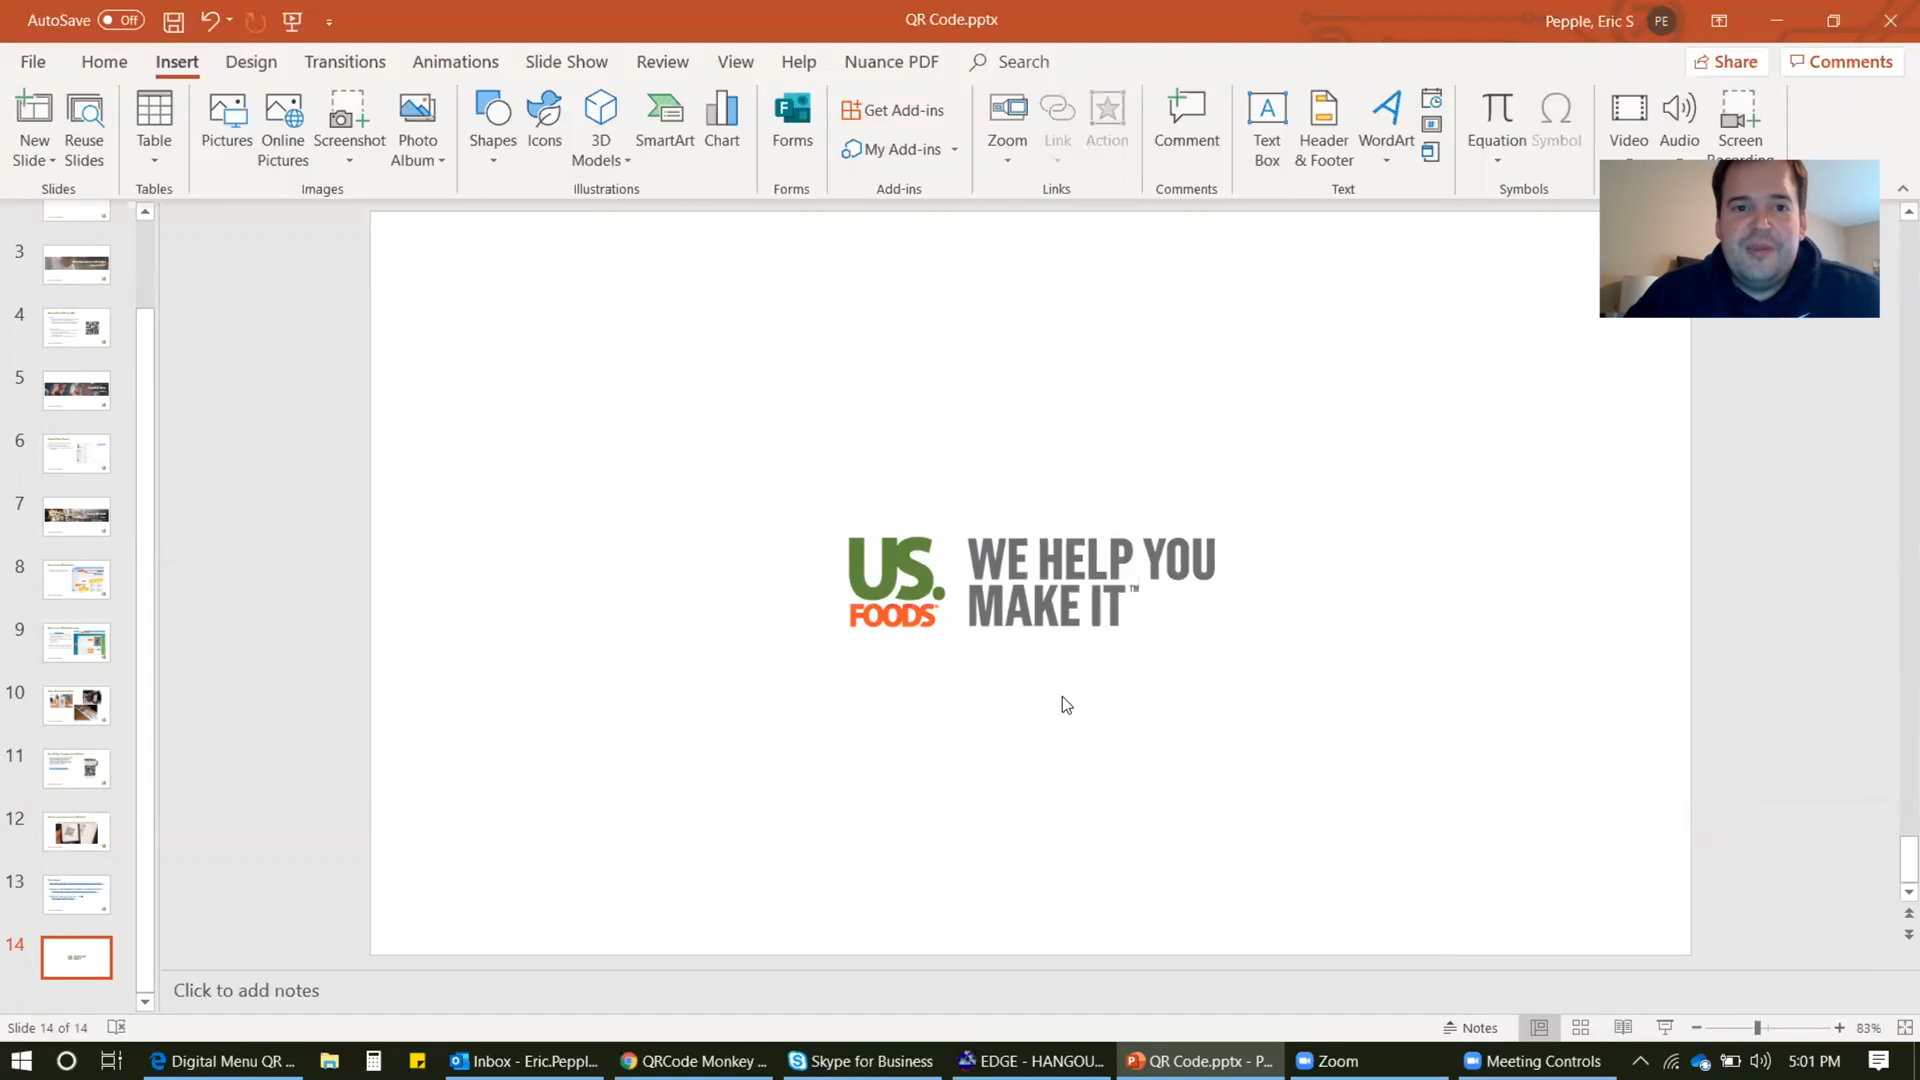 AutoSave Off
QR Code.pptx
Pepple, Eric S PE
File Home Insert Design Transitions Animations Slide Show Review View Help Nuance PDF Search
Share Comments
New Slide
Reuse Slides
Table
Pictures
Online Pictures
Screenshot
Photo Album
Shapes
Icons
3D Models
SmartArt
Chart
Forms
Get Add-ins
My Add-ins
Zoom
Link
Action
Comment
Text Box
Header & Footer
WordArt
Equation
Symbol
Video
Audio
Screen Recording
Slides Tables Images Illustrations Forms Add-ins Links Comments Text Symbols
3
4
5
6
7
8
9
10
11
12
13
14
US.
FOODS
WE HELP YOU
MAKE IT™
Click to add notes
Slide 14 of 14
Notes
83%
Digital Menu QR ...
Inbox - Eric.Peppl...
QRCode Monkey ...
Skype for Business
EDGE - HANGOU...
QR Code.pptx - P...
Zoom
Meeting Controls
5:01 PM